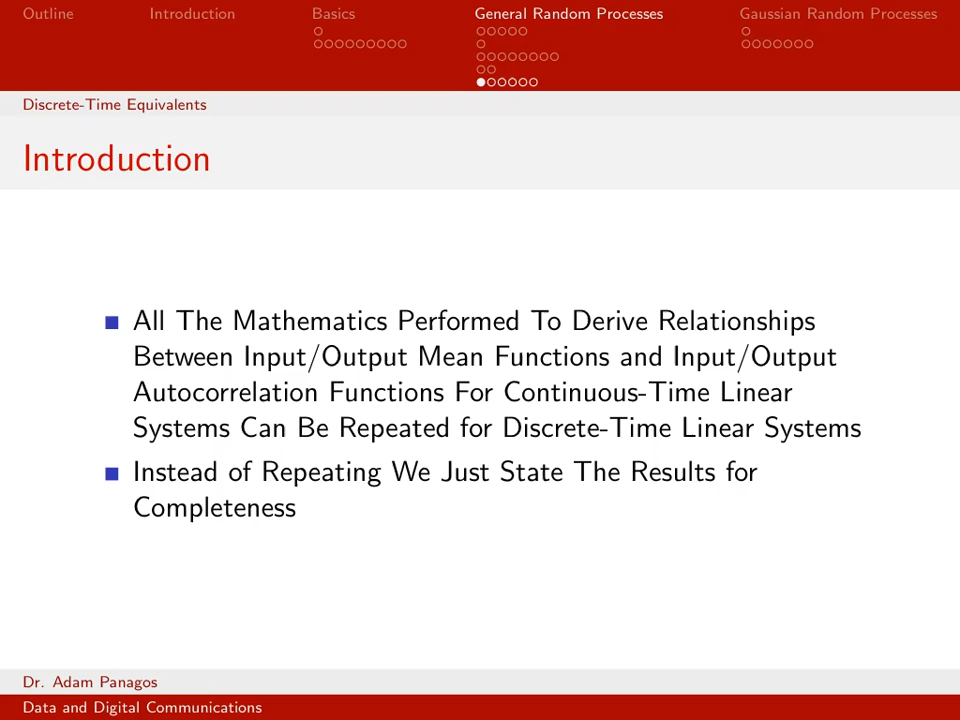 Outline Introduction Basics General Random Processes Gaussian Random Processes
Discrete-Time Equivalents
Introduction
All The Mathematics Performed To Derive Relationships
Between Input/Output Mean Functions and Input/Output
Autocorrelation Functions For Continuous-Time Linear
Systems Can Be Repeated for Discrete-Time Linear Systems
Instead of Repeating We Just State The Results for
Completeness
Dr. Adam Panagos
Data and Digital Communications